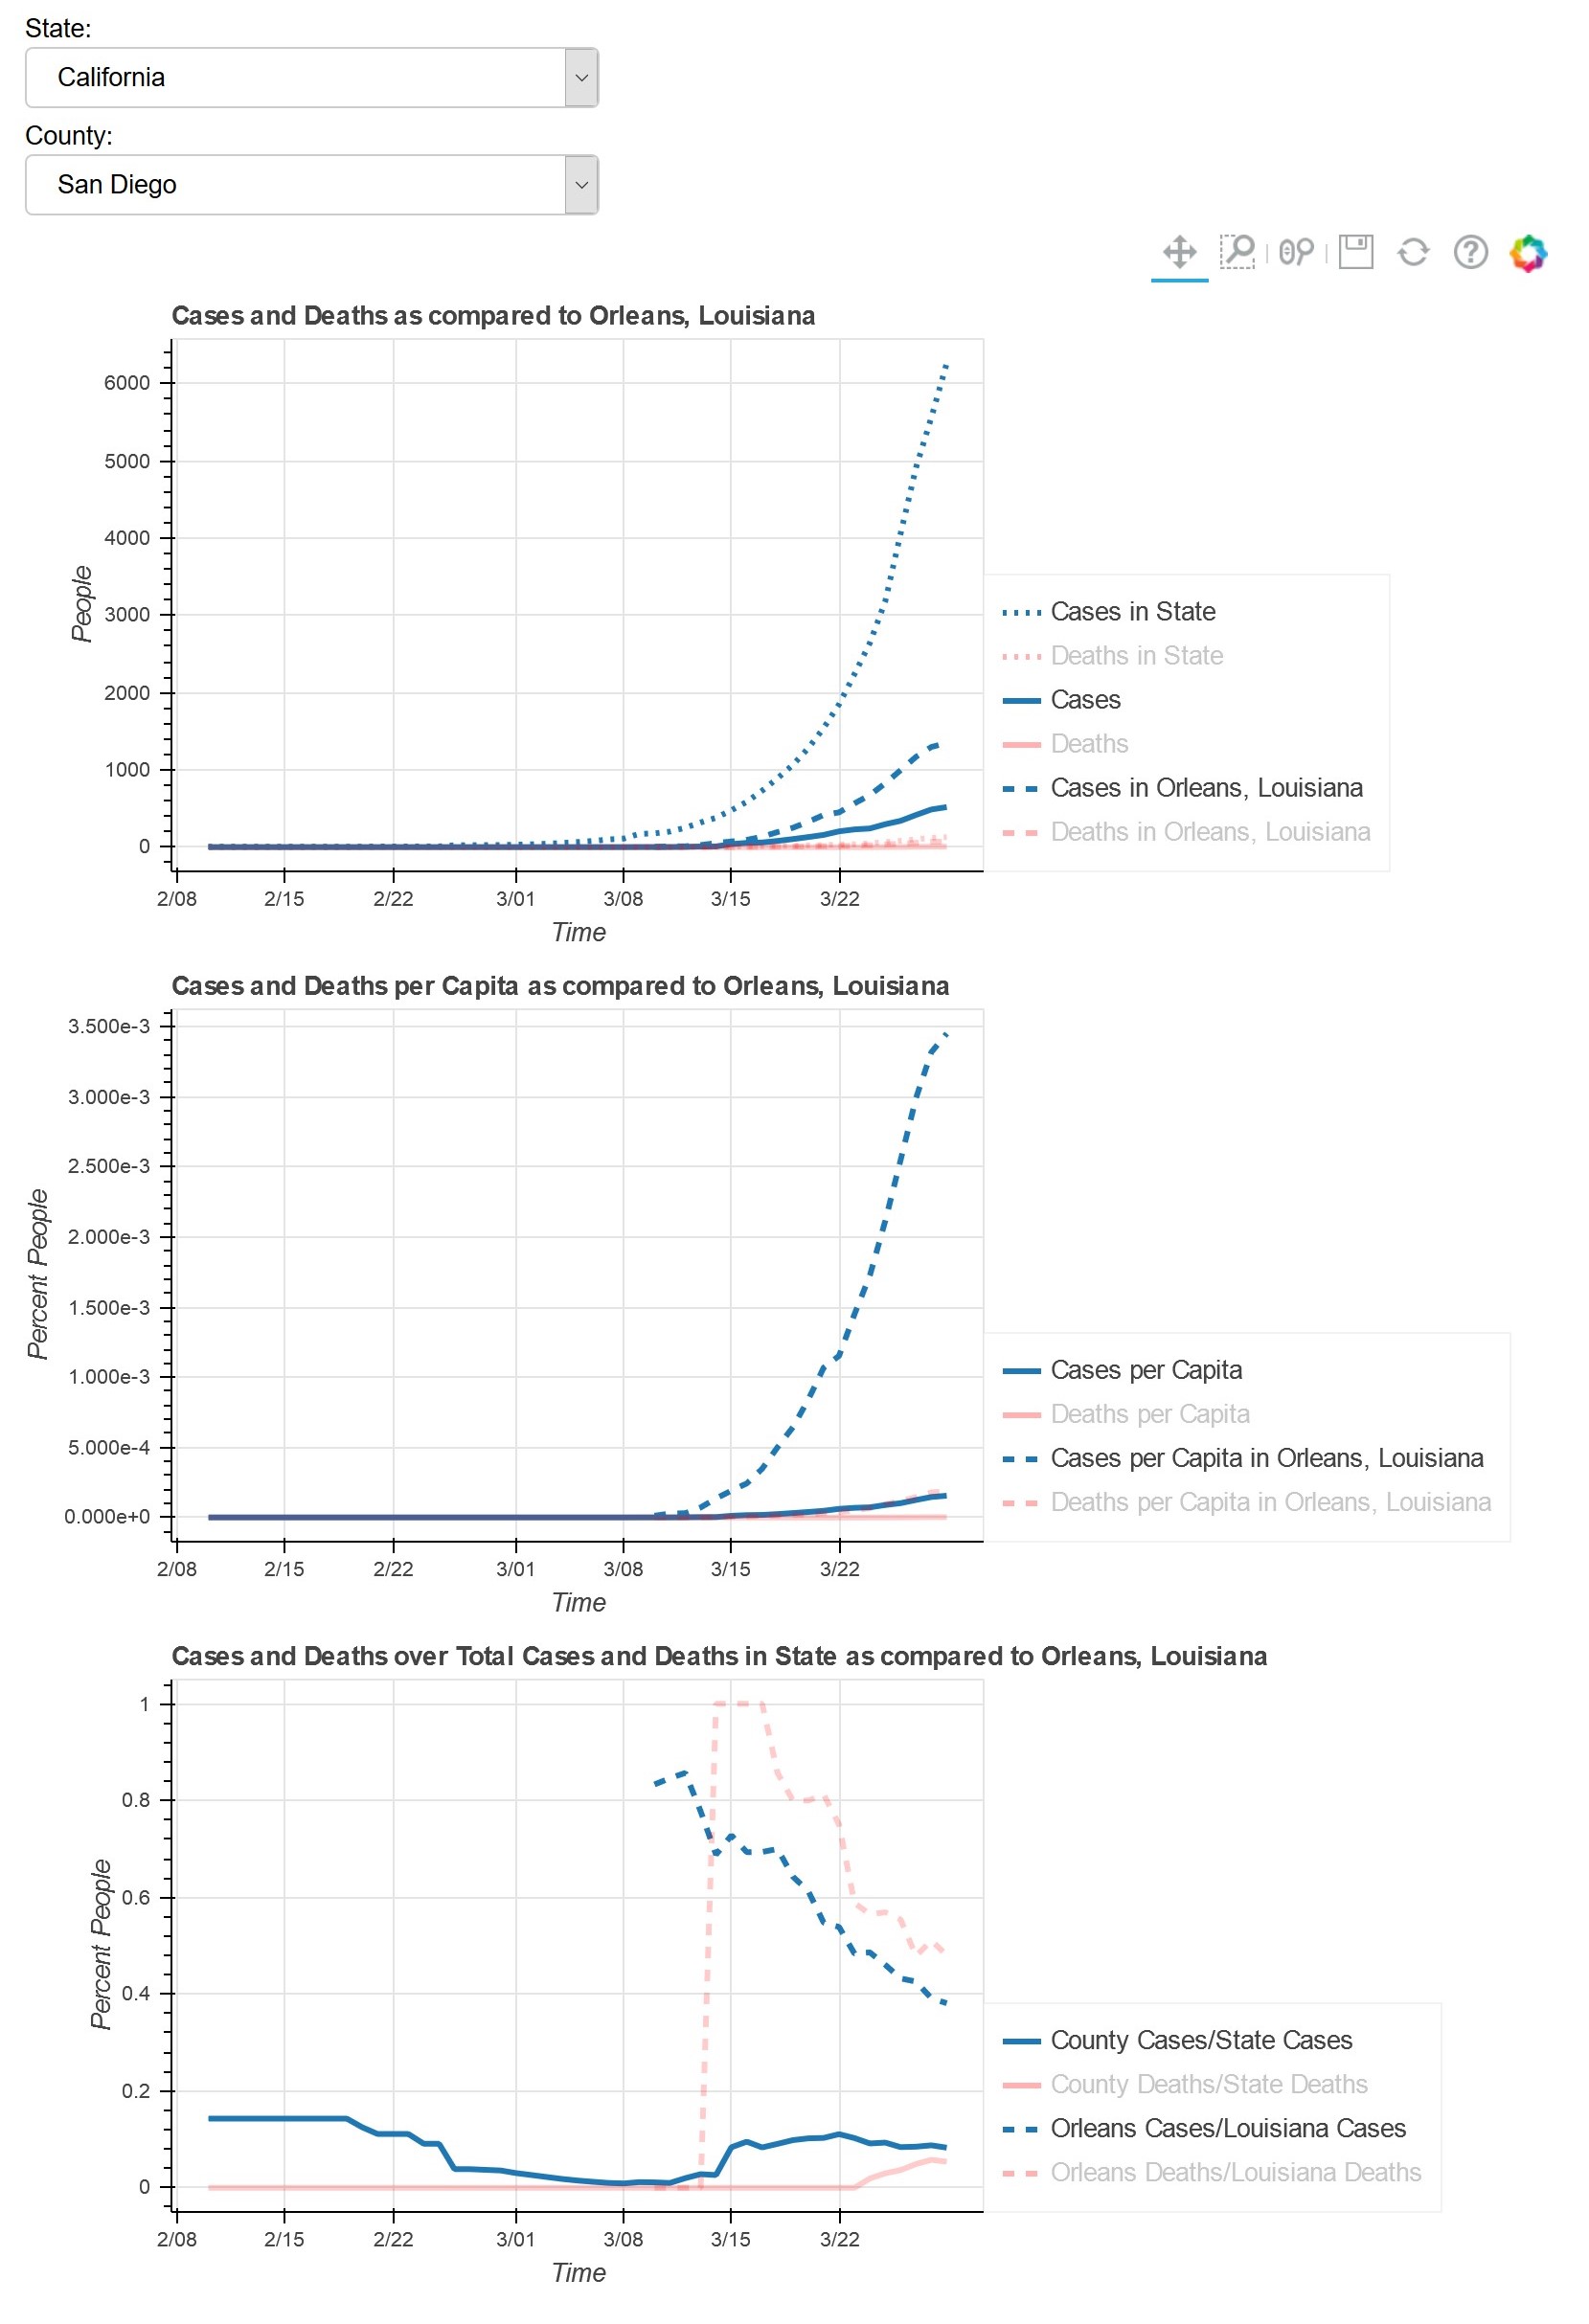 State:
California
County:
San Diego
Cases and Deaths as compared to Orleans, Louisiana
6000
5000
4000
3000
2000
1000
0
People
2/08 2/15 2/22 3/01 3/08 3/15 3/22
Time
Cases in State
Deaths in State
Cases
Deaths
Cases in Orleans, Louisiana
Deaths in Orleans, Louisiana
Cases and Deaths per Capita as compared to Orleans, Louisiana
3.500e-3
3.000e-3
2.500e-3
2.000e-3
1.500e-3
1.000e-3
5.000e-4
0.000e+0
Percent People
2/08 2/15 2/22 3/01 3/08 3/15 3/22
Time
Cases per Capita
Deaths per Capita
Cases per Capita in Orleans, Louisiana
Deaths per Capita in Orleans, Louisiana
Cases and Deaths over Total Cases and Deaths in State as compared to Orleans, Louisiana
1
0.8
0.6
0.4
0.2
0
Percent People
2/08 2/15 2/22 3/01 3/08 3/15 3/22
Time
County Cases/State Cases
County Deaths/State Deaths
Orleans Cases/Louisiana Cases
Orleans Deaths/Louisiana Deaths